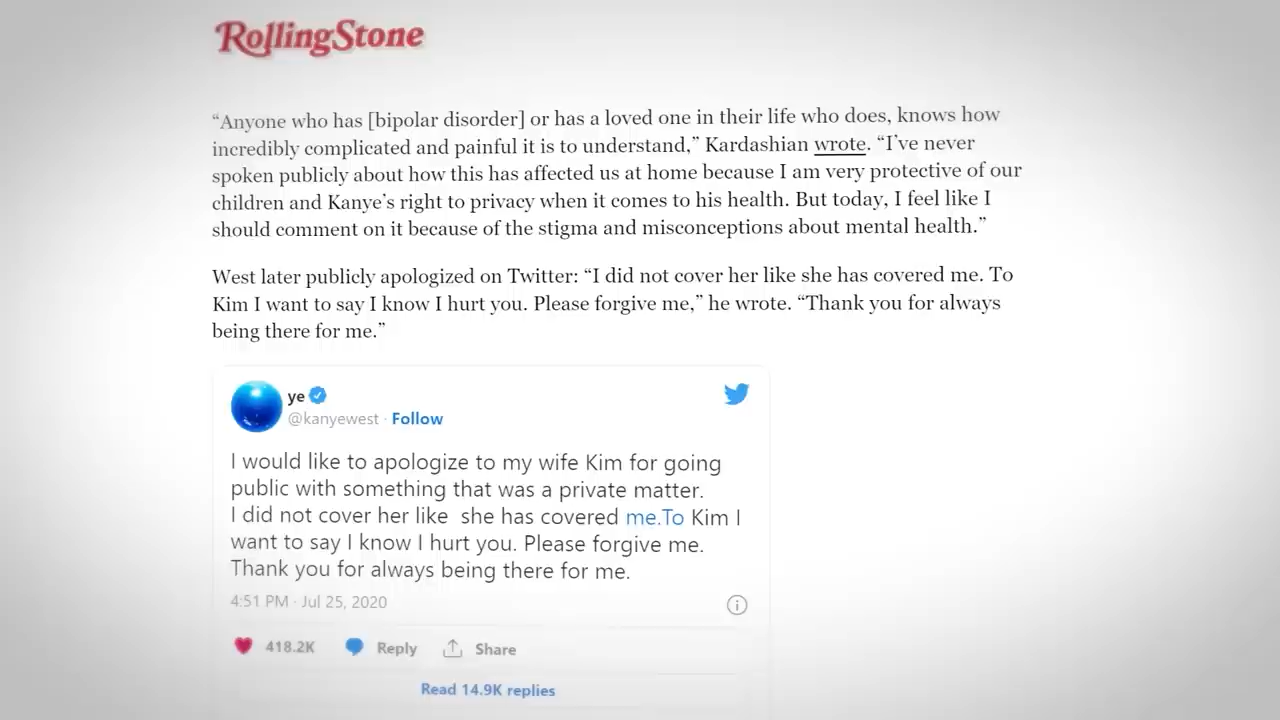 RollingStone
“Anyone who has [bipolar disorder] or has a loved one in their life who does, knows how
incredibly complicated and painful it is to understand,” Kardashian wrote. “I’ve never
spoken publicly about how this has affected us at home because I am very protective of our
children and Kanye’s right to privacy when it comes to his health. But today, I feel like I
should comment on it because of the stigma and misconceptions about mental health.”
West later publicly apologized on Twitter: “I did not cover her like she has covered me. To
Kim I want to say I know I hurt you. Please forgive me,” he wrote. “Thank you for always
being there for me.”
ye
@kanyewest · Follow
I would like to apologize to my wife Kim for going
public with something that was a private matter.
I did not cover her like  she has covered me.To Kim I
want to say I know I hurt you. Please forgive me.
Thank you for always being there for me.
4:51 PM · Jul 25, 2020
418.2K Reply Share
Read 14.9K replies